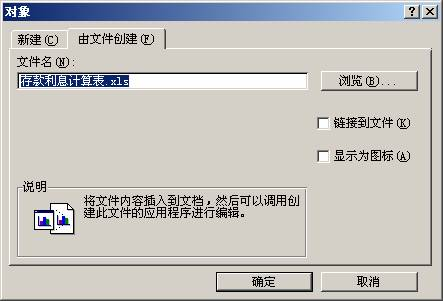 对象
新建(C) 由文件创建(F)
文件名(N):
存款利息计算表.xls 浏览(B)...
链接到文件(K)
显示为图标(A)
说明
将文件内容插入到文档，然后可以调用创
建此文件的应用程序进行编辑。
确定 取消